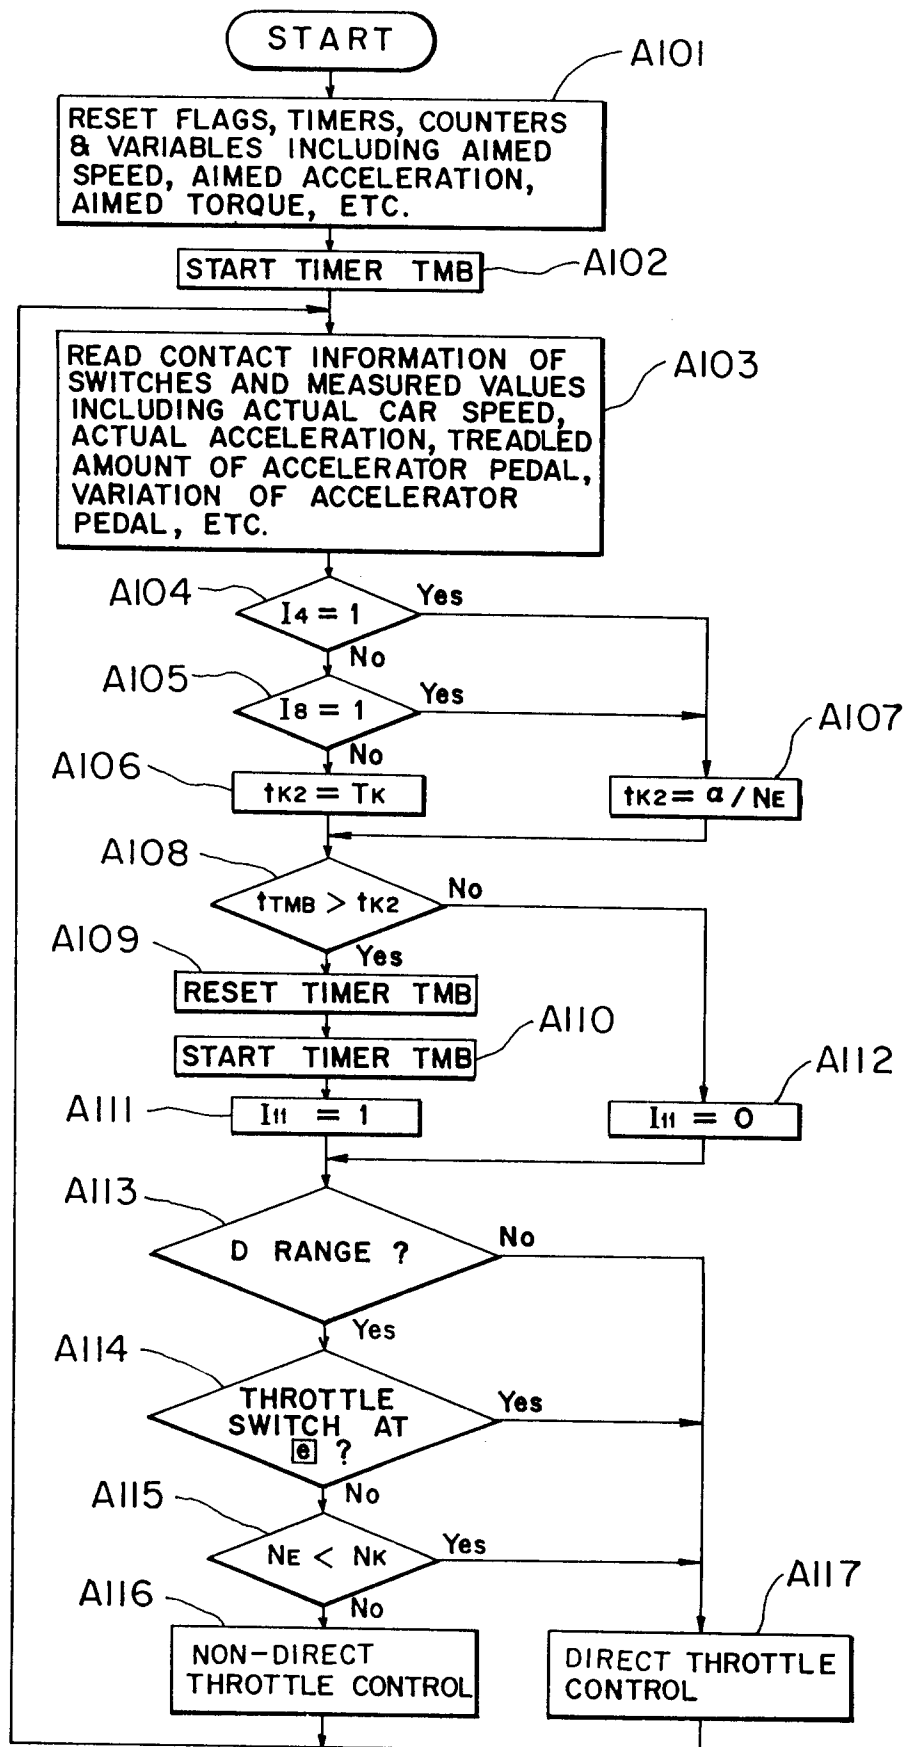 START
A101
RESET FLAGS, TIMERS, COUNTERS
& VARIABLES INCLUDING AIMED
SPEED, AIMED ACCELERATION,
AIMED TORQUE, ETC.
START TIMER TMB
A102
READ CONTACT INFORMATION OF
SWITCHES AND MEASURED VALUES
INCLUDING ACTUAL CAR SPEED,
ACTUAL ACCELERATION, TREADLED
AMOUNT OF ACCELERATOR PEDAL,
VARIATION OF ACCELERATOR
PEDAL, ETC.
A103
A104
I4 = 1
Yes
No
A105
I8 = 1
Yes
No
A106
tK2 = TK
A107
tK2 = α / NE
A108
tTMB > tK2
No
Yes
A109
RESET TIMER TMB
A110
START TIMER TMB
A111
I11 = 1
A112
I11 = 0
A113
D RANGE ?
No
Yes
A114
THROTTLE
SWITCH AT
e ?
Yes
No
A115
NE < NK
Yes
No
A116
NON-DIRECT
THROTTLE CONTROL
A117
DIRECT THROTTLE
CONTROL